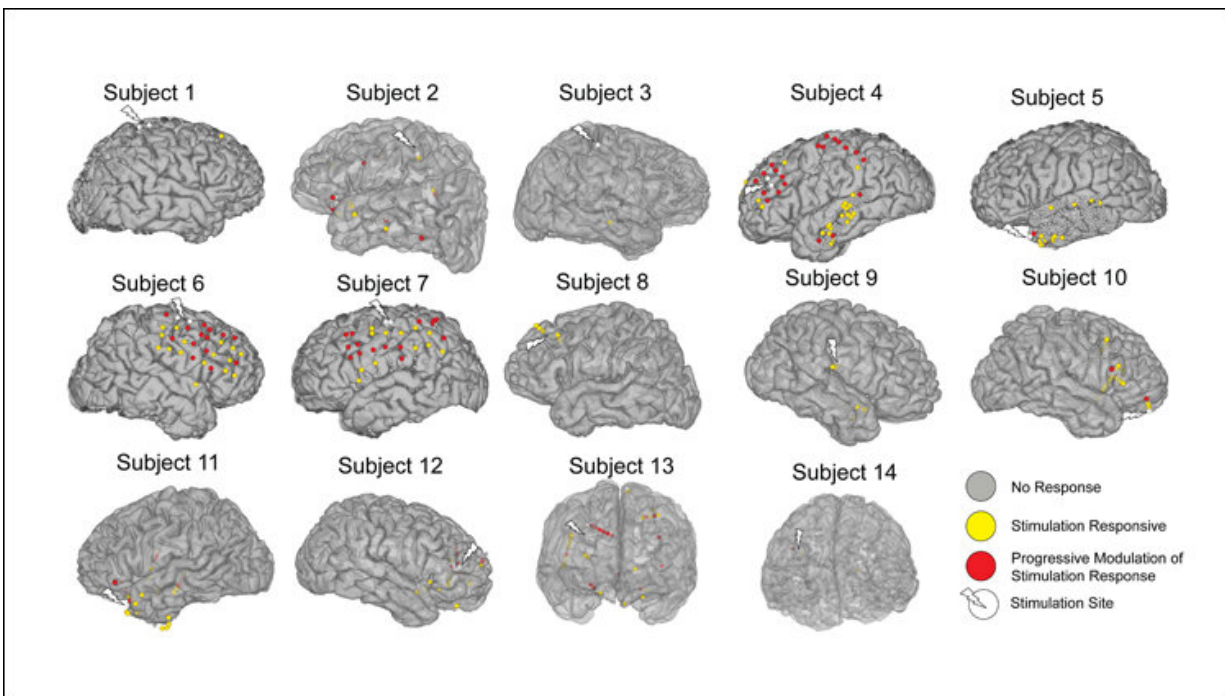 Subject 1
Subject 2
Subject 3
Subject 4
Subject 5
Subject 6
Subject 7
Subject 8
Subject 9
Subject 10
Subject 11
Subject 12
Subject 13
Subject 14
No Response
Stimulation Responsive
Progressive Modulation of
Stimulation Response
Stimulation Site